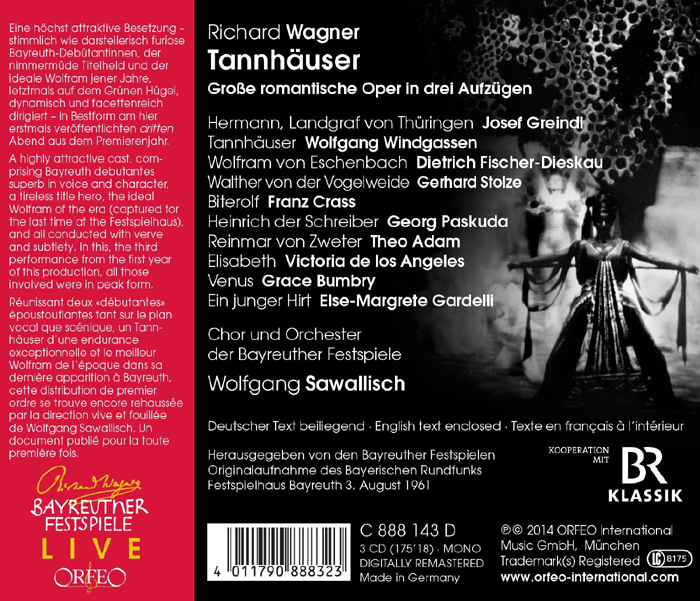 Eine höchst attraktive Besetzung –
stimmlich wie darstellerisch furiose
Bayreuth-Debütantinnen, der
nimmermüde Titelheld und der
ideale Wolfram jener Jahre,
letztmals auf dem Grünen Hügel,
dynamisch und facettenreich
dirigiert – in Bestform am hier
erstmals veröffentlichten dritten
Abend aus dem Premierenjahr.
A highly attractive cast, com-
prising Bayreuth debutantes
superb in voice and character,
a tireless title hero, the ideal
Wolfram of the era (captured for
the last time at the Festspielhaus),
and all conducted with verve
and subtlety. In this, the third
performance from the first year
of this production, all those
involved were in peak form.
Réunissant deux «débutantes»
époustouflantes tant sur le plan
vocal que scénique, un Tann-
häuser d'une endurance
exceptionnelle et le meilleur
Wolfram de l'époque dans sa
dernière apparition à Bayreuth,
cette distribution de premier
ordre se trouve encore rehaussée
par la direction vive et fouillée
de Wolfgang Sawallisch. Un
document publié pour la toute
première fois.
Richard Wagner
BAYREUTHER
FESTSPIELE
LIVE
ORFEO
Richard Wagner
Tannhäuser
Große romantische Oper in drei Aufzügen
Hermann, Landgraf von Thüringen Josef Greindl
Tannhäuser Wolfgang Windgassen
Wolfram von Eschenbach Dietrich Fischer-Dieskau
Walther von der Vogelweide Gerhard Stolze
Biterolf Franz Crass
Heinrich der Schreiber Georg Paskuda
Reinmar von Zweter Theo Adam
Elisabeth Victoria de los Angeles
Venus Grace Bumbry
Ein junger Hirt Else-Margrete Gardelli
Chor und Orchester
der Bayreuther Festspiele
Wolfgang Sawallisch
Deutscher Text beiliegend · English text enclosed · Texte en français à l'intérieur
Herausgegeben von den Bayreuther Festspielen
Originalaufnahme des Bayerischen Rundfunks
Festspielhaus Bayreuth 3. August 1961
KOOPERATION
MIT
BR
KLASSIK
4 011790 888323
C 888 143 D
3 CD (175'18) · MONO
DIGITALLY REMASTERED
Made in Germany
℗ © 2014 ORFEO International
Music GmbH, München
Trademark(s) Registered LC 8175
www.orfeo-international.com